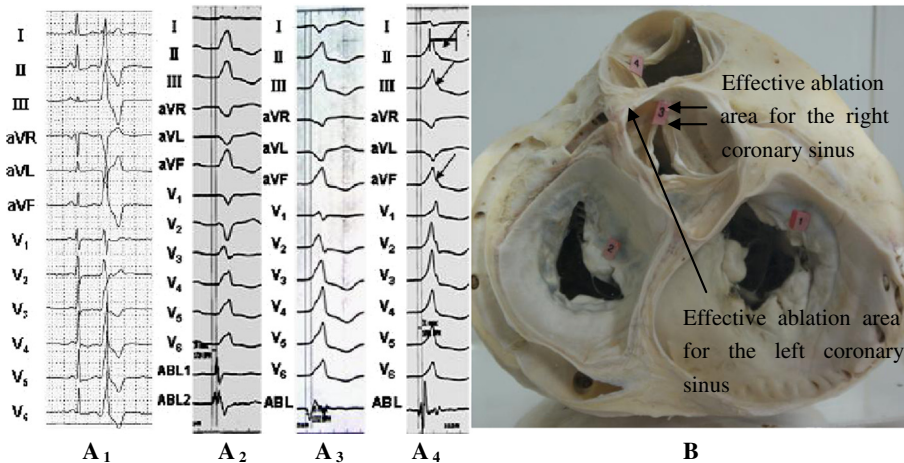 I
II
III
aVR
aVL
aVF
V1
V2
V3
V4
V5
V6
A1
I
II
III
aVR
aVL
aVF
V1
V2
V3
V4
V5
V6
ABL1
ABL2
A2
I
II
III
aVR
aVL
aVF
V1
V2
V3
V4
V5
V6
ABL
A3
I
II
III
aVR
aVL
aVF
V1
V2
V3
V4
V5
V6
ABL
A4
4
3
2
1
Effective ablation
area for the right
coronary sinus
Effective ablation area
for the left coronary
sinus
B